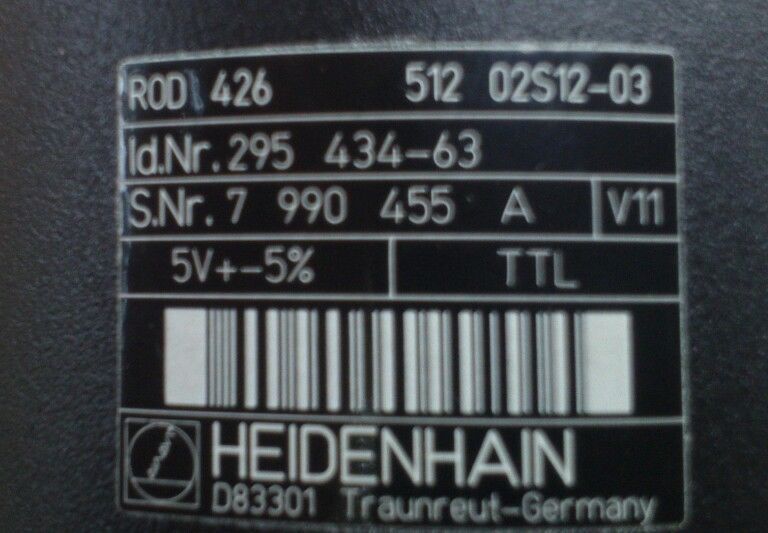 ROD 426 512 02S12-03
Id.Nr. 295 434-63
S.Nr. 7 990 455 A V11
5V+-5% TTL
HEIDENHAIN
D83301 Traunreut-Germany